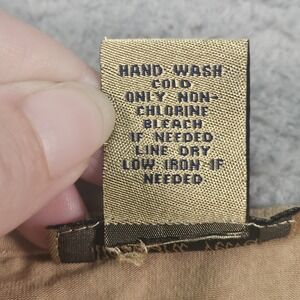 HAND WASH
COLD
ONLY NON-
CHLORINE
BLEACH
IF NEEDED
LINE DRY
LOW IRON IF
NEEDED